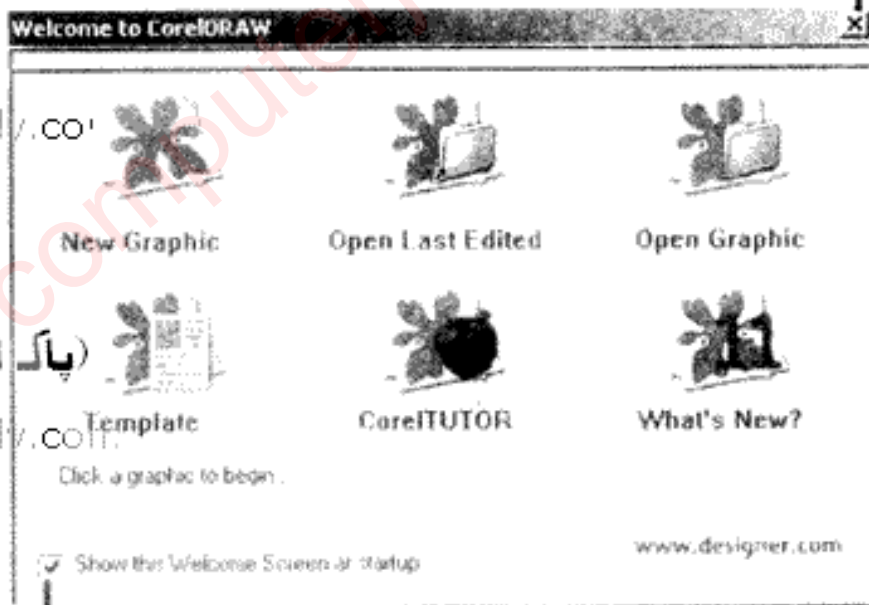 Welcome to CorelDRAW
New Graphic
Open Last Edited
Open Graphic
Template
CorelTUTOR
What's New?
Click a graphic to begin.
www.designer.com
Show this Welcome Screen at startup